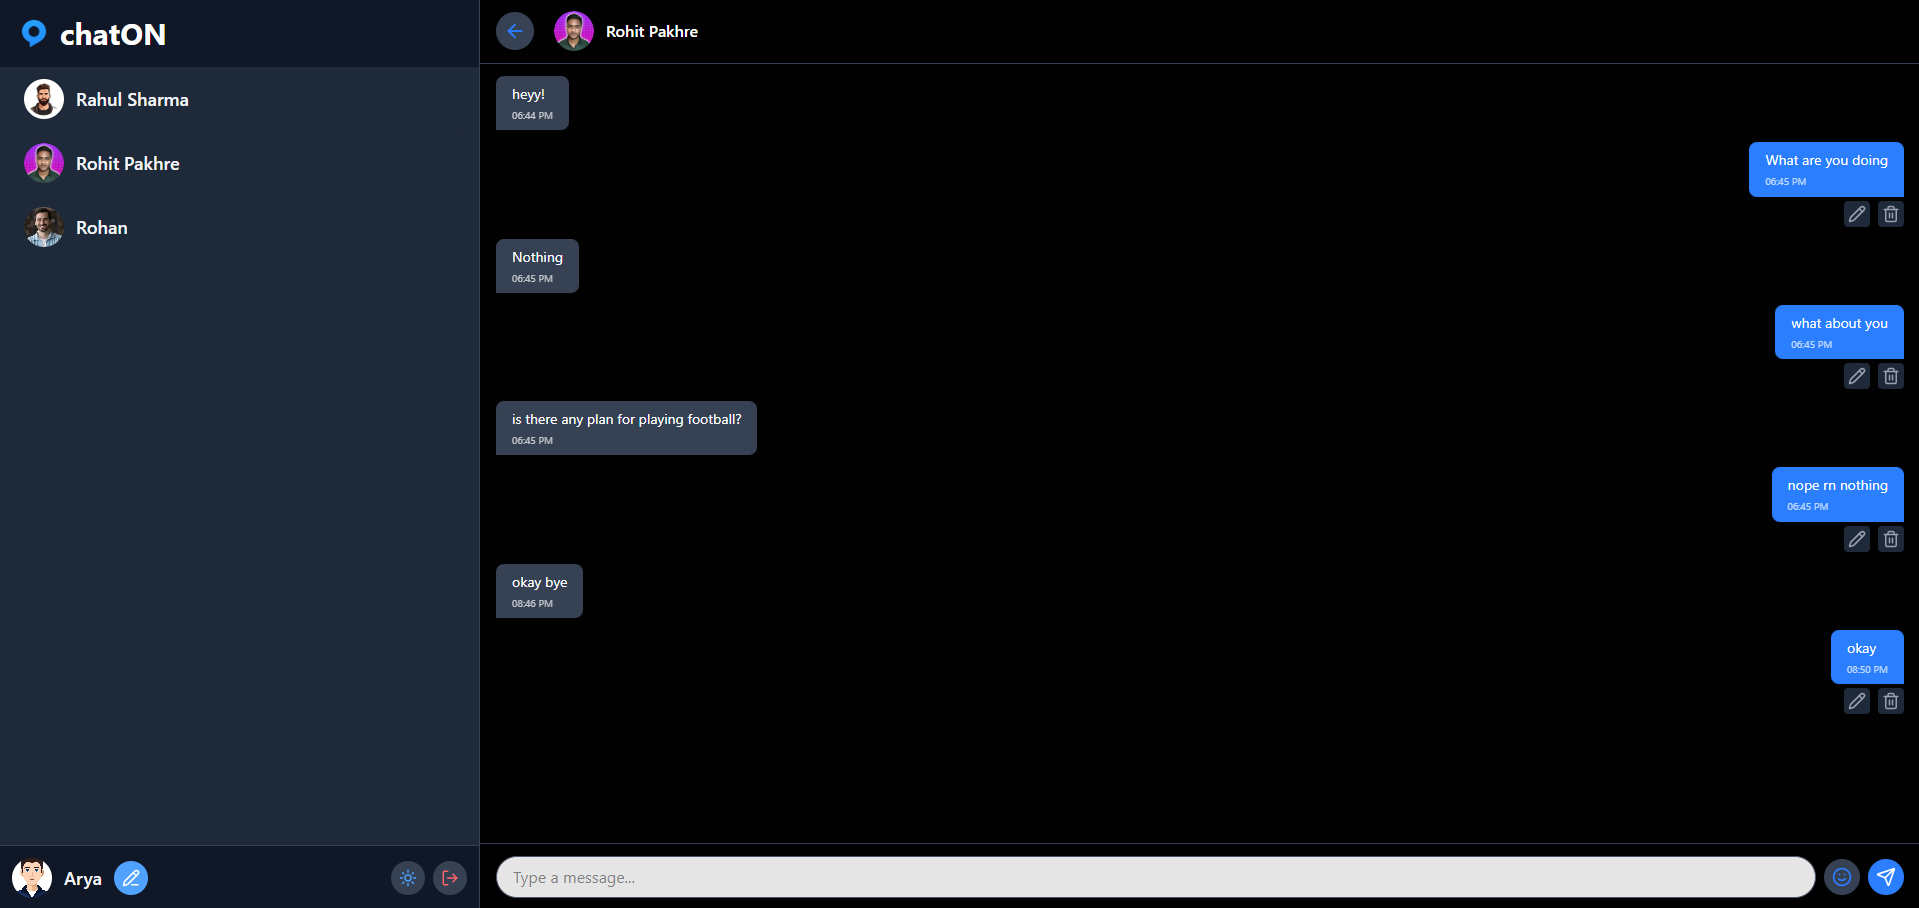 chatON
Rahul Sharma
Rohit Pakhre
Rohan
Arya
Rohit Pakhre
heyy!
06:44 PM
What are you doing
06:45 PM
Nothing
06:45 PM
what about you
06:45 PM
is there any plan for playing football?
06:45 PM
nope rn nothing
06:45 PM
okay bye
08:46 PM
okay
08:50 PM
Type a message...